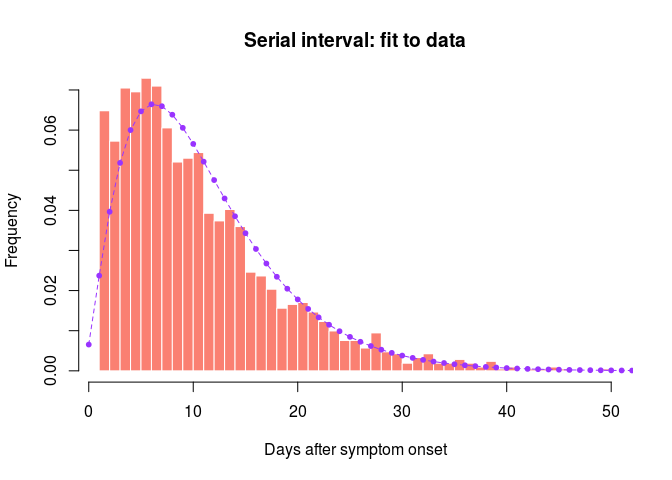 Serial interval: fit to data
Frequency
0.06
0.04
0.02
0.00
0 10 20 30 40 50
Days after symptom onset